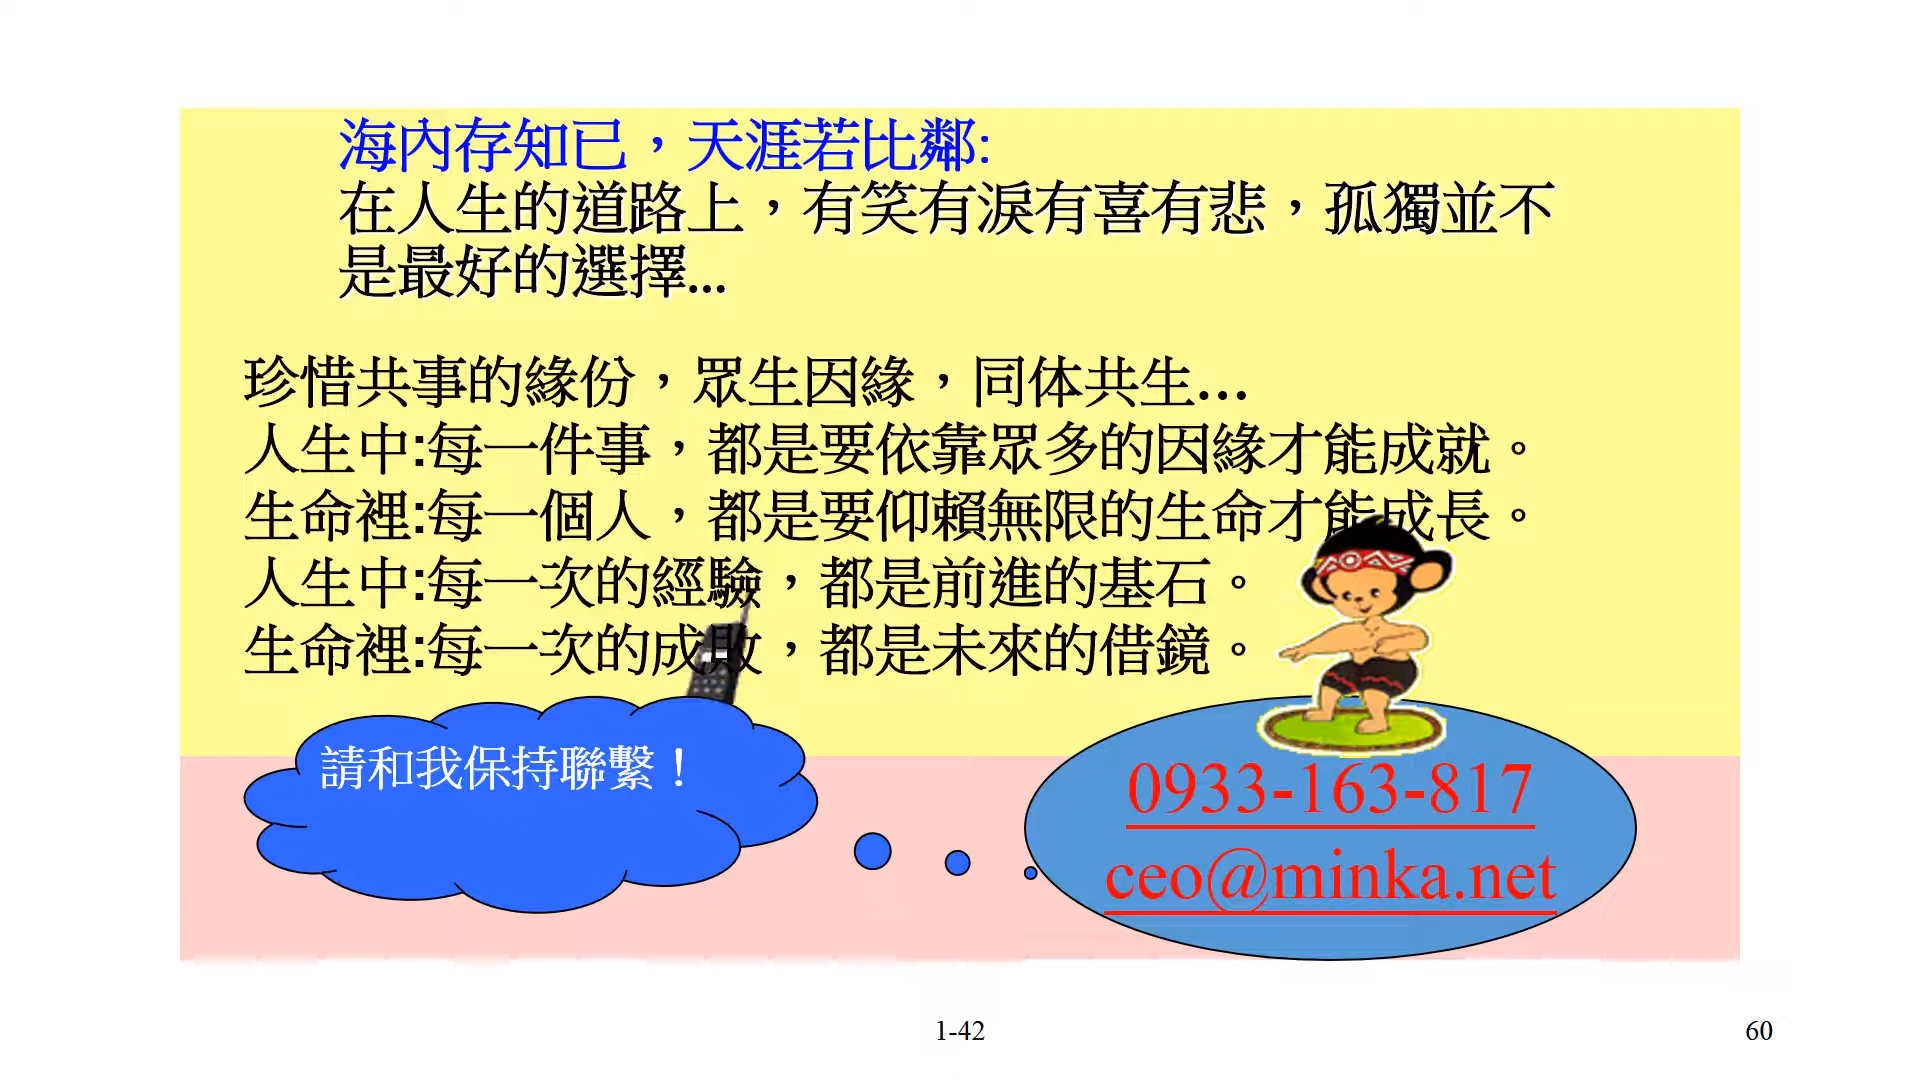 海內存知已，天涯若比鄰:
在人生的道路上，有笑有淚有喜有悲，孤獨並不
是最好的選擇...
珍惜共事的緣份，眾生因緣，同体共生...
人生中:每一件事，都是要依靠眾多的因緣才能成就。
生命裡:每一個人，都是要仰賴無限的生命才能成長。
人生中:每一次的經驗，都是前進的基石。
生命裡:每一次的成敗，都是未來的借鏡。
請和我保持聯繫！
0933-163-817
ceo@minka.net
1-42
60